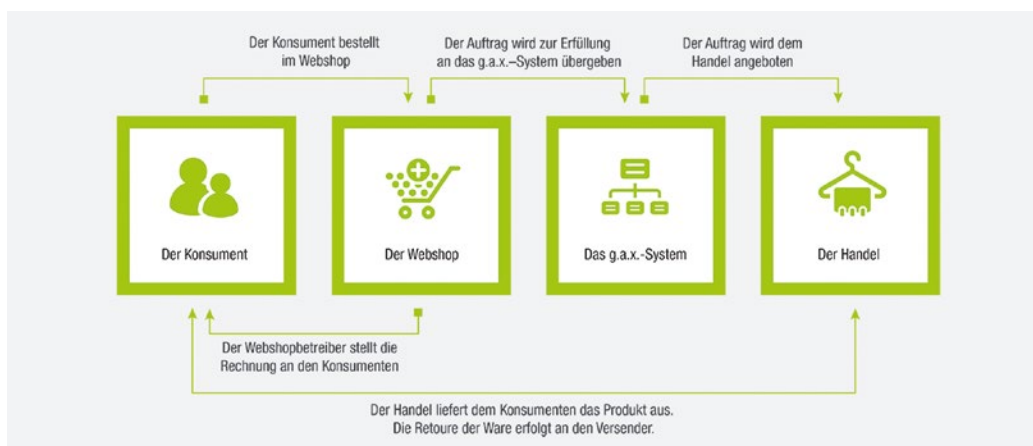 Der Konsument bestellt
im Webshop
Der Auftrag wird zur Erfüllung
an das g.a.x.–System übergeben
Der Auftrag wird dem
Handel angeboten
Der Konsument
Der Webshop
Das g.a.x.-System
Der Handel
Der Webshopbetreiber stellt die
Rechnung an den Konsumenten
Der Handel liefert dem Konsumenten das Produkt aus.
Die Retoure der Ware erfolgt an den Versender.